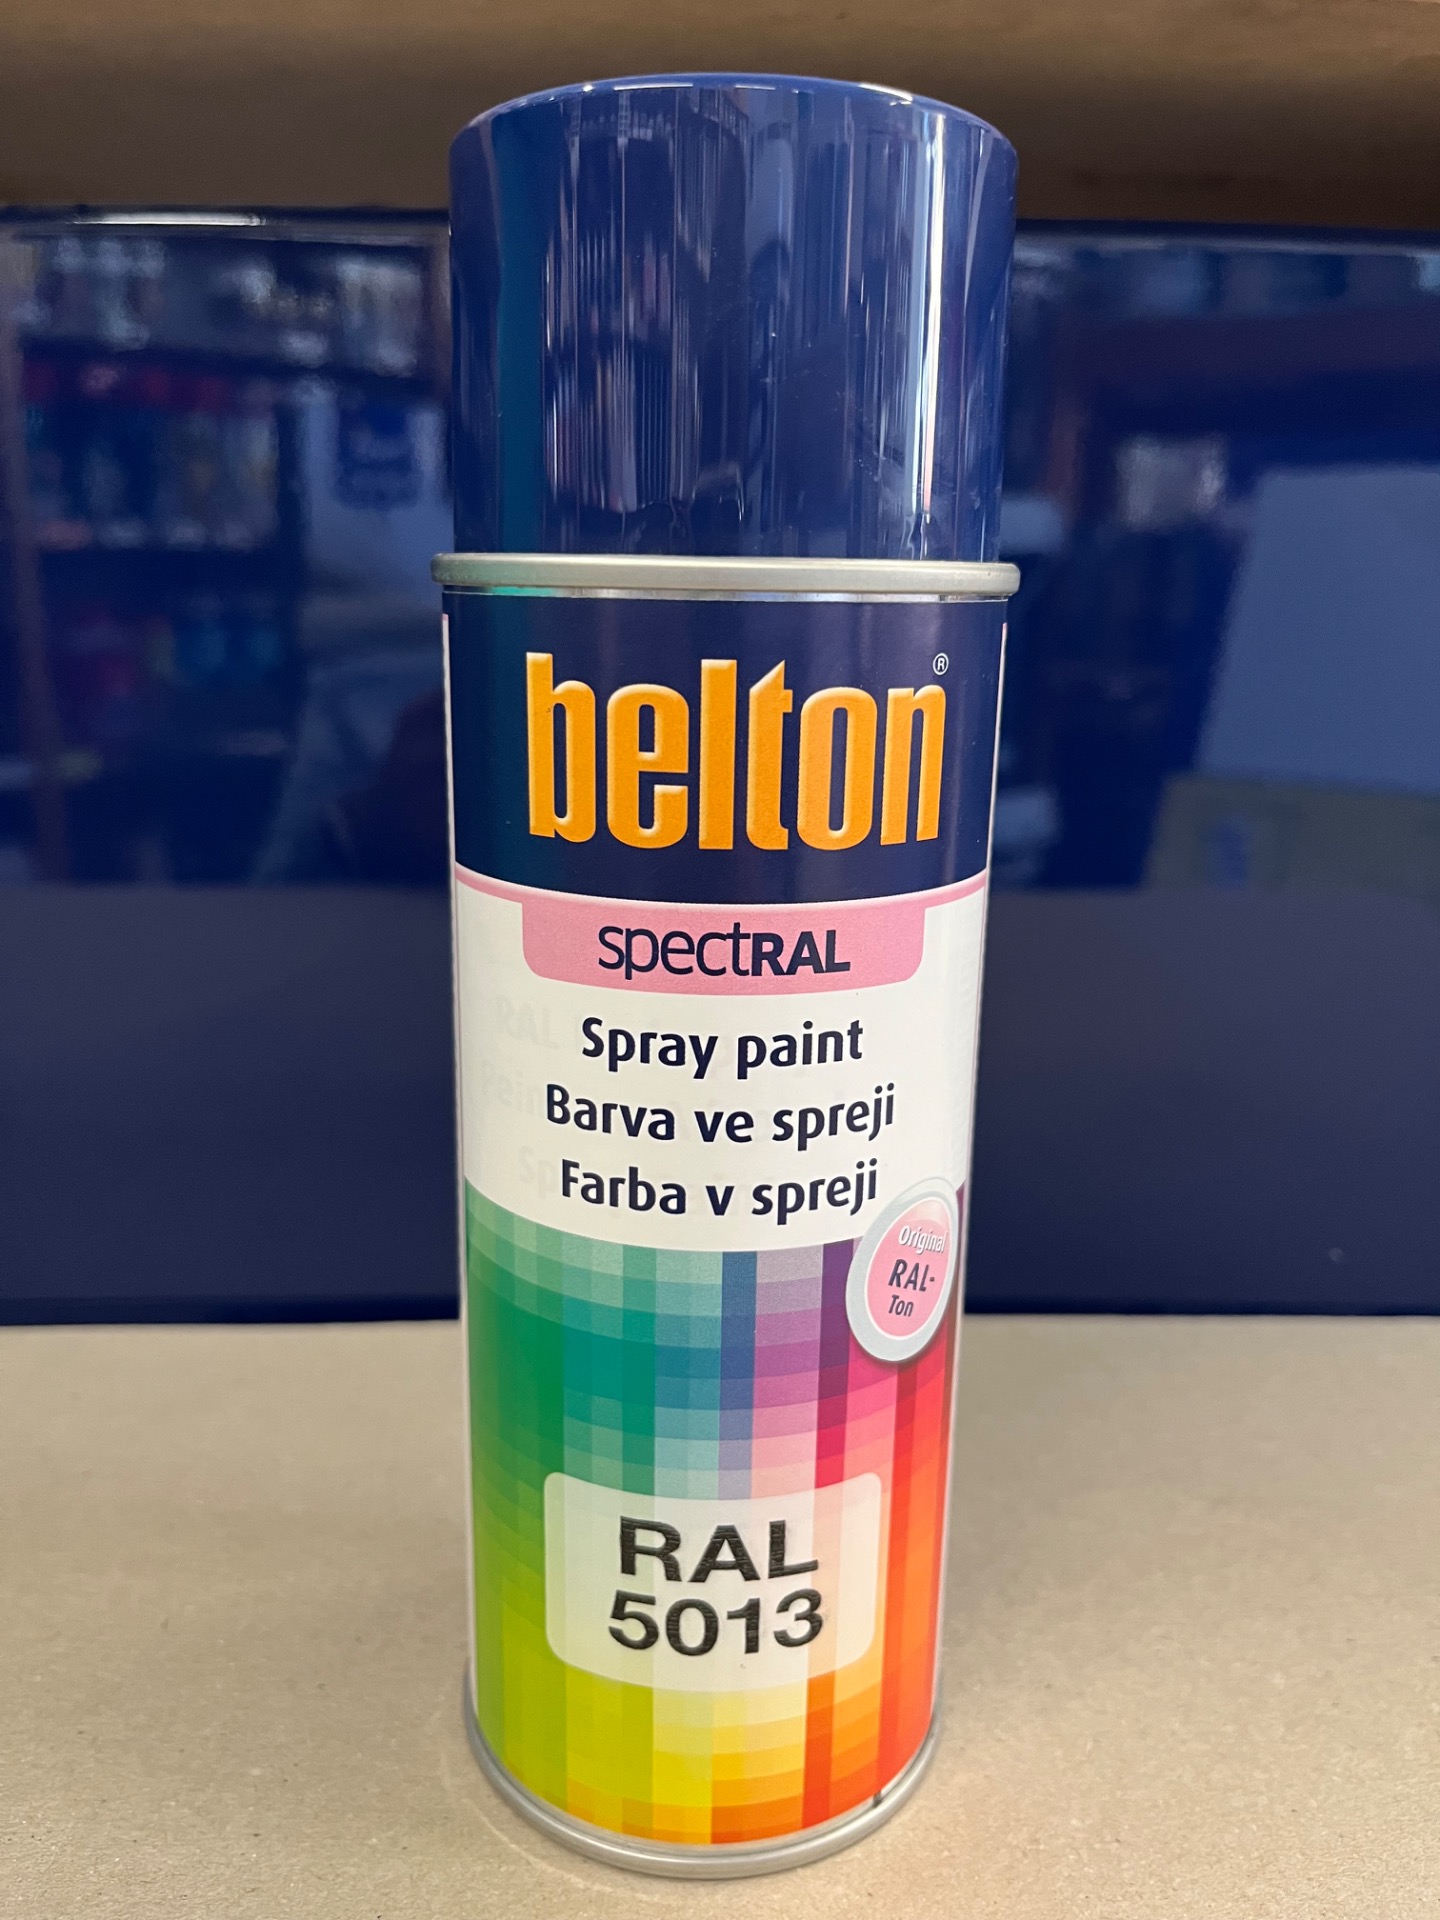 belton®
spectRAL
Spray paint
Barva ve spreji
Farba v spreji
Original
RAL-
Ton
RAL
5013